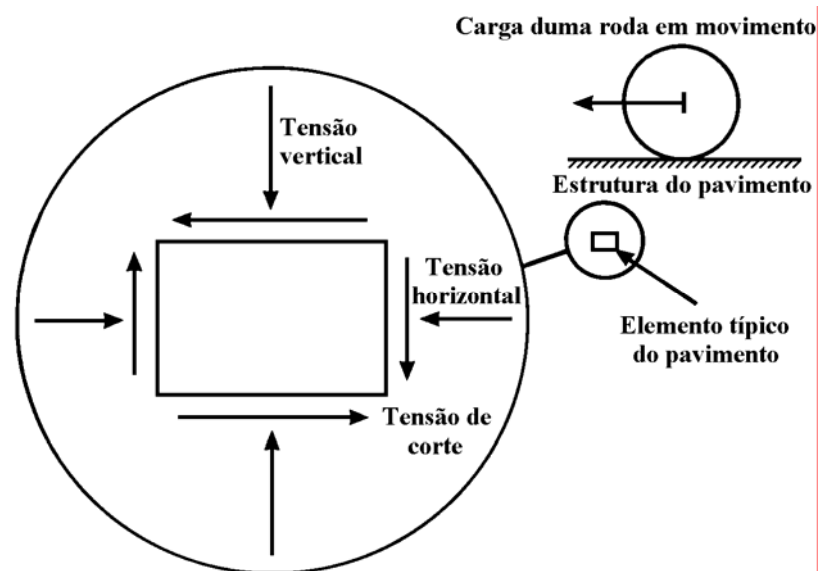 Carga duma roda em movimento
Tensão
vertical
Estrutura do pavimento
Tensão
horizontal
Elemento típico
do pavimento
Tensão de
corte